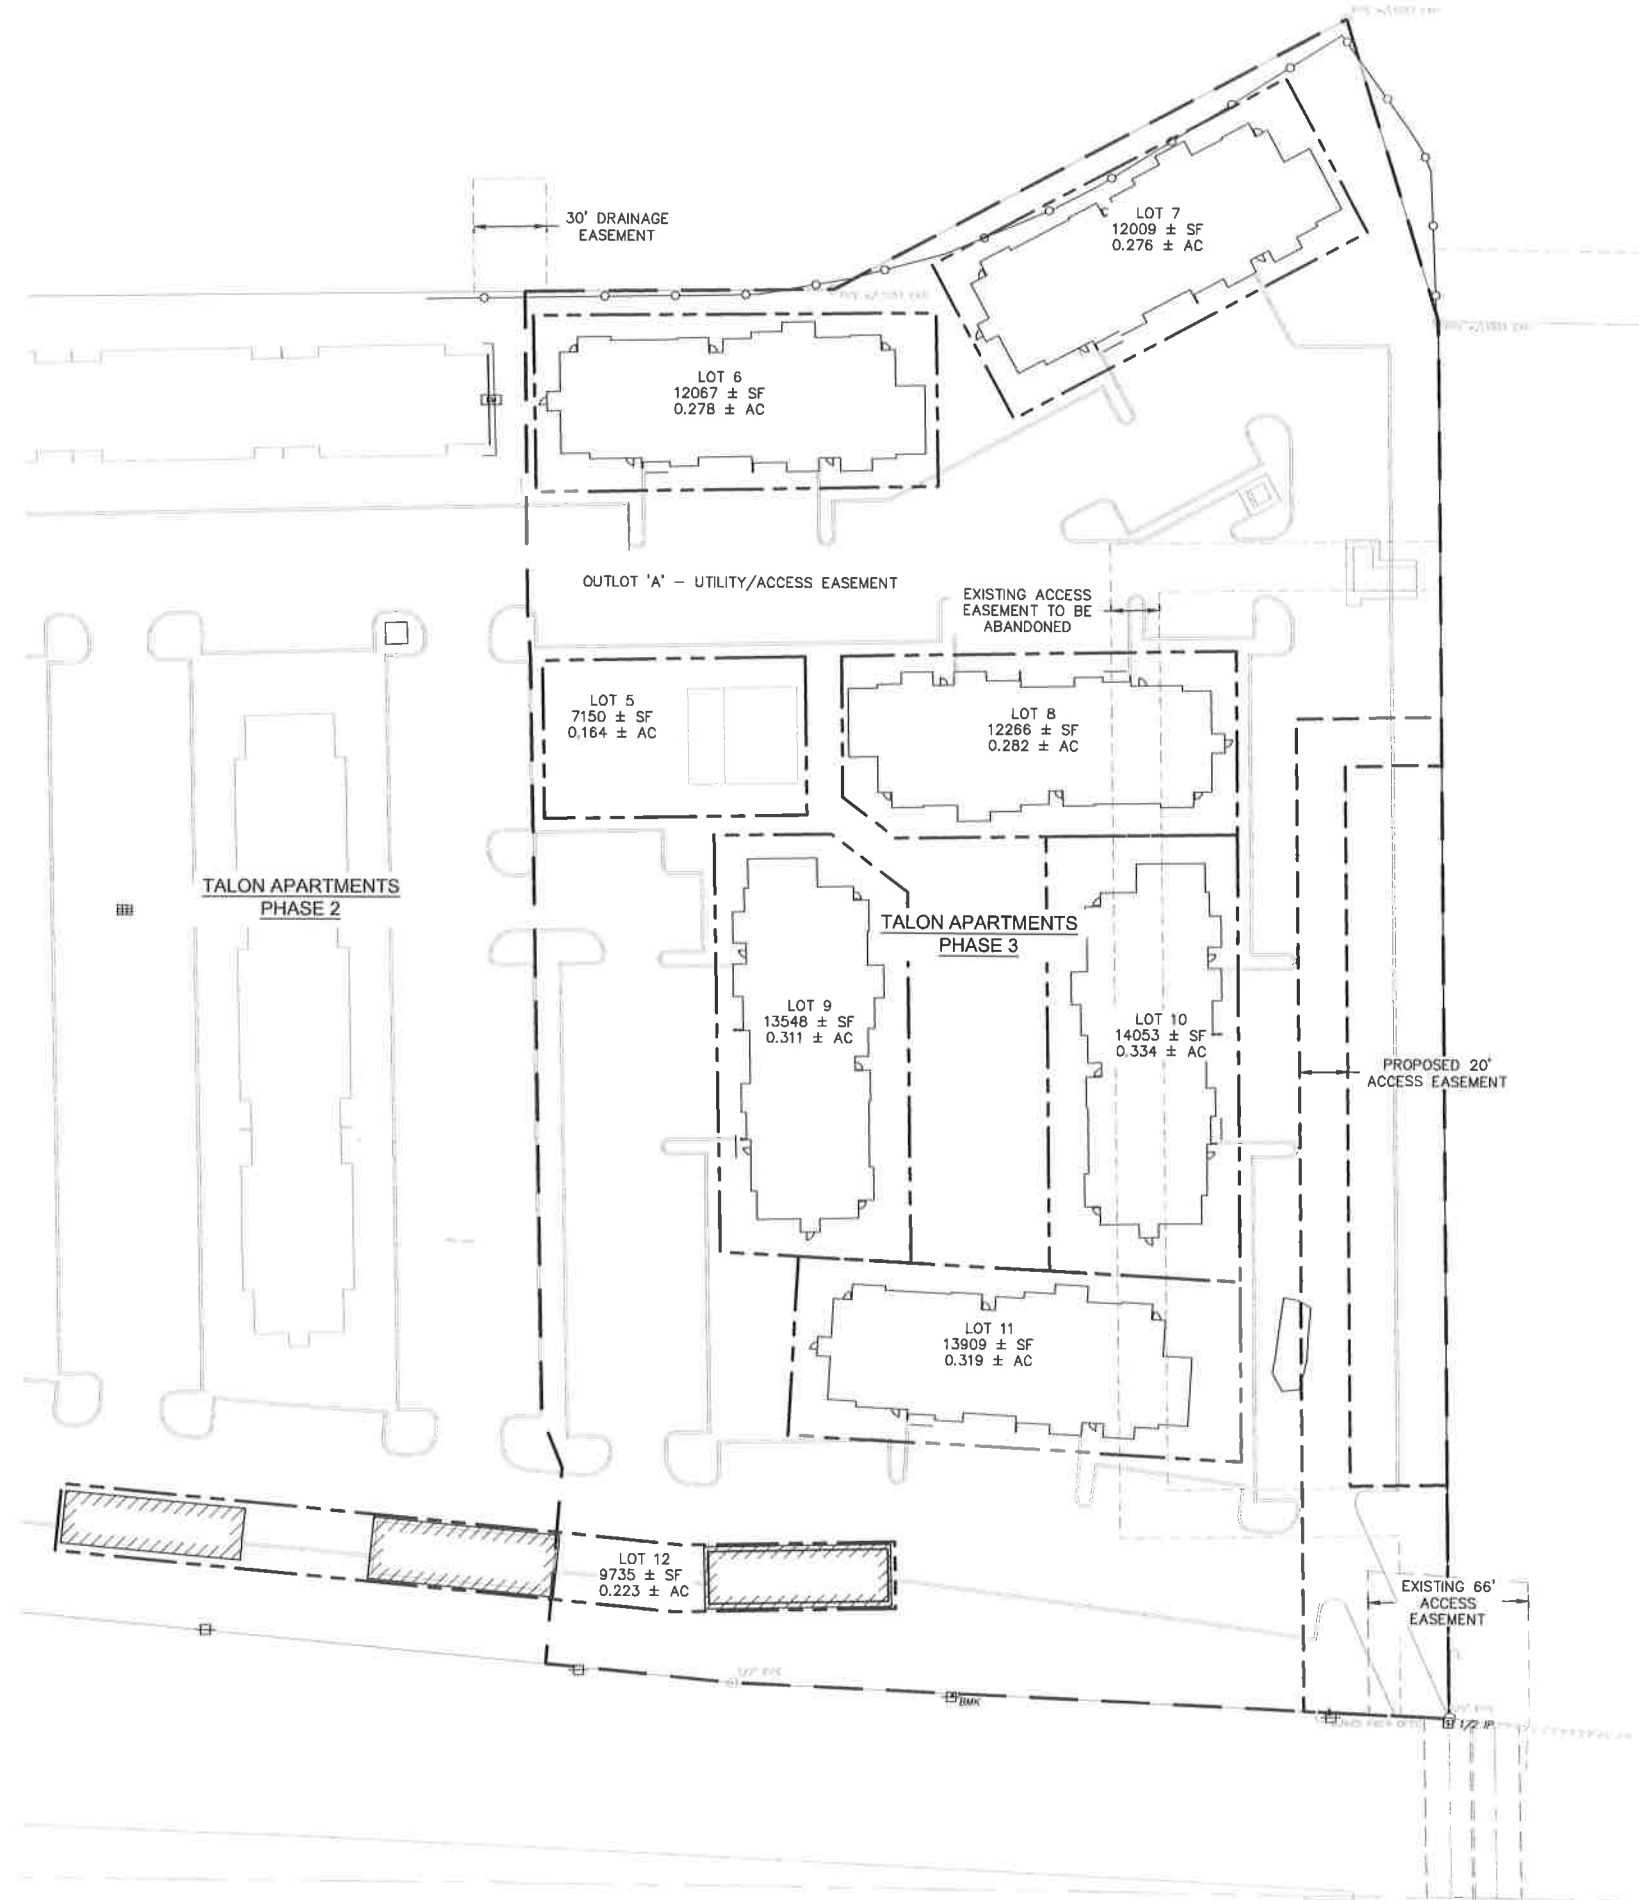 30' DRAINAGE
EASEMENT
LOT 7
12009 ± SF
0.276 ± AC
LOT 6
12067 ± SF
0.278 ± AC
OUTLOT 'A' - UTILITY/ACCESS EASEMENT
EXISTING ACCESS
EASEMENT TO BE
ABANDONED
LOT 5
7150 ± SF
0.164 ± AC
LOT 8
12266 ± SF
0.282 ± AC
TALON APARTMENTS
PHASE 2
TALON APARTMENTS
PHASE 3
LOT 9
13548 ± SF
0.311 ± AC
LOT 10
14053 ± SF
0.334 ± AC
PROPOSED 20'
ACCESS EASEMENT
LOT 11
13909 ± SF
0.319 ± AC
LOT 12
9735 ± SF
0.223 ± AC
EXISTING 66'
ACCESS
EASEMENT
BMK
1/2 IP